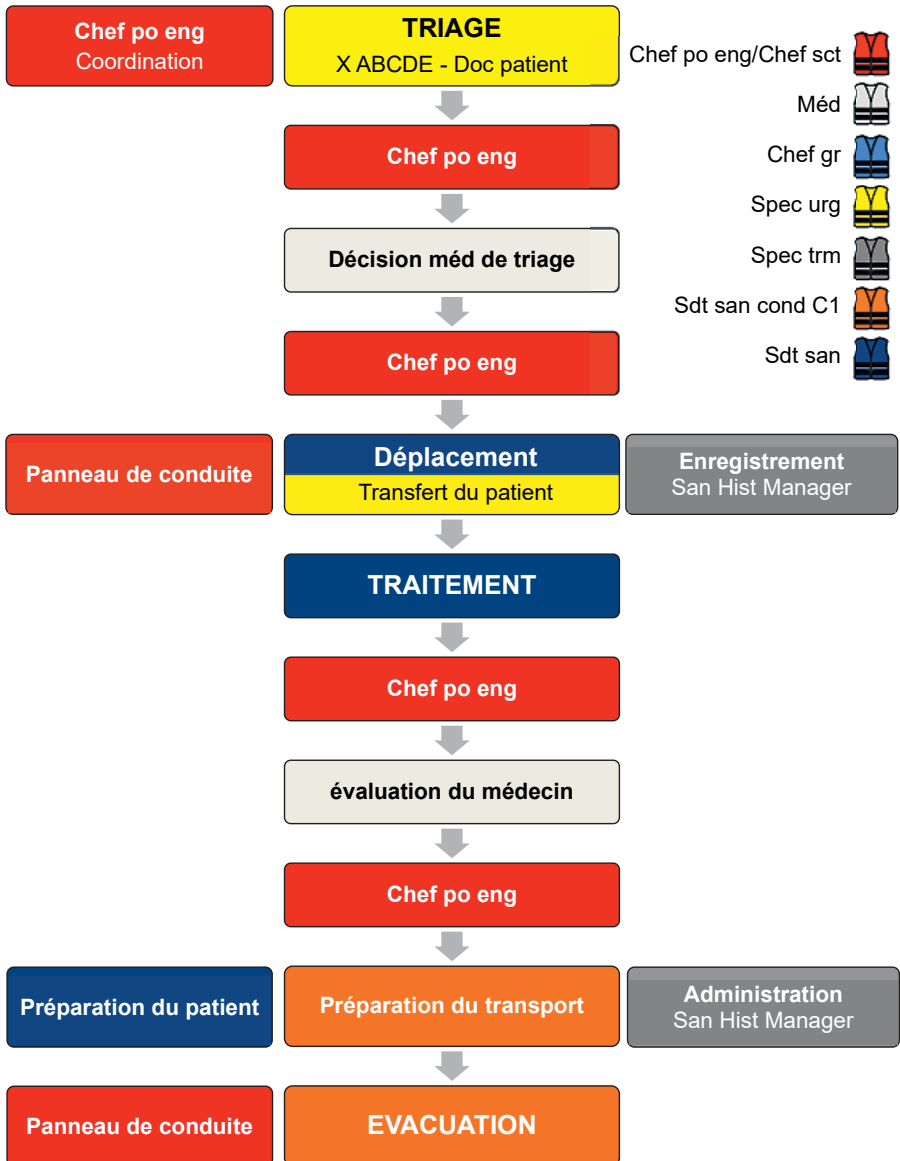 Chef po eng
Coordination
TRIAGE
X ABCDE - Doc patient
Chef po eng/Chef sct
Méd
Chef gr
Spec urg
Spec trm
Sdt san cond C1
Sdt san
Chef po eng
Décision méd de triage
Chef po eng
Panneau de conduite
Déplacement
Transfert du patient
Enregistrement
San Hist Manager
TRAITEMENT
Chef po eng
évaluation du médecin
Chef po eng
Préparation du patient
Préparation du transport
Administration
San Hist Manager
Panneau de conduite
EVACUATION